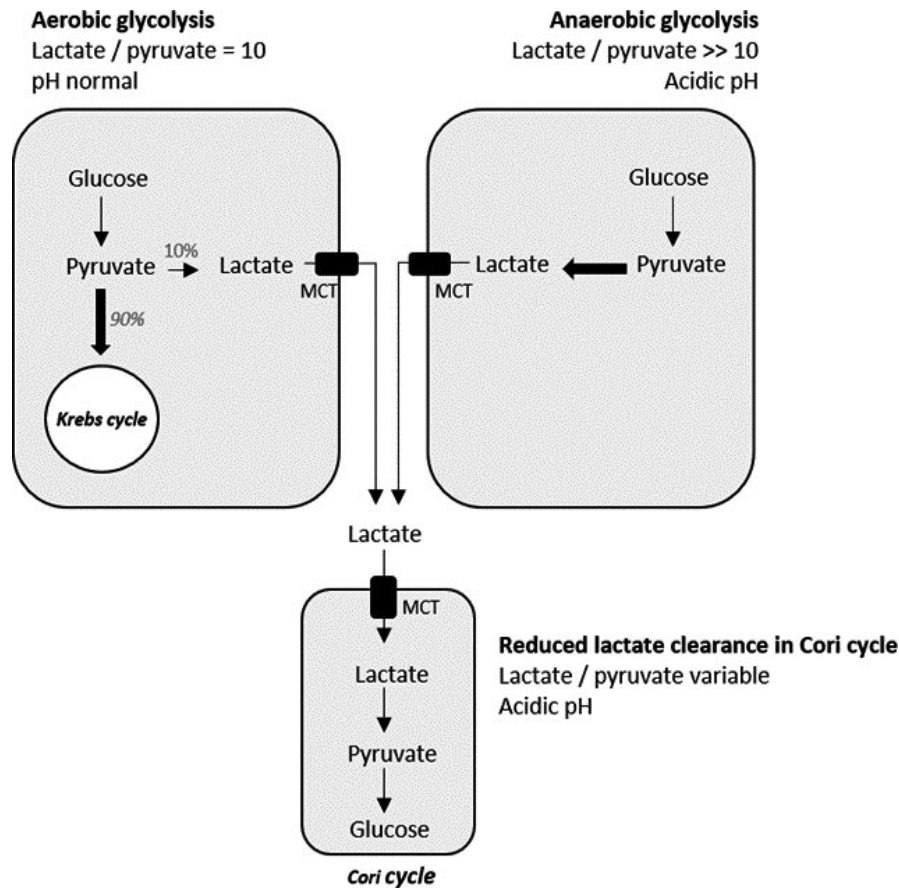 Aerobic glycolysis
Lactate / pyruvate = 10
pH normal
Anaerobic glycolysis
Lactate / pyruvate >> 10
Acidic pH
Glucose
Pyruvate
10%
Lactate
MCT
90%
Krebs cycle
Glucose
Pyruvate
Lactate
MCT
Lactate
MCT
Lactate
Pyruvate
Glucose
Cori cycle
Reduced lactate clearance in Cori cycle
Lactate / pyruvate variable
Acidic pH